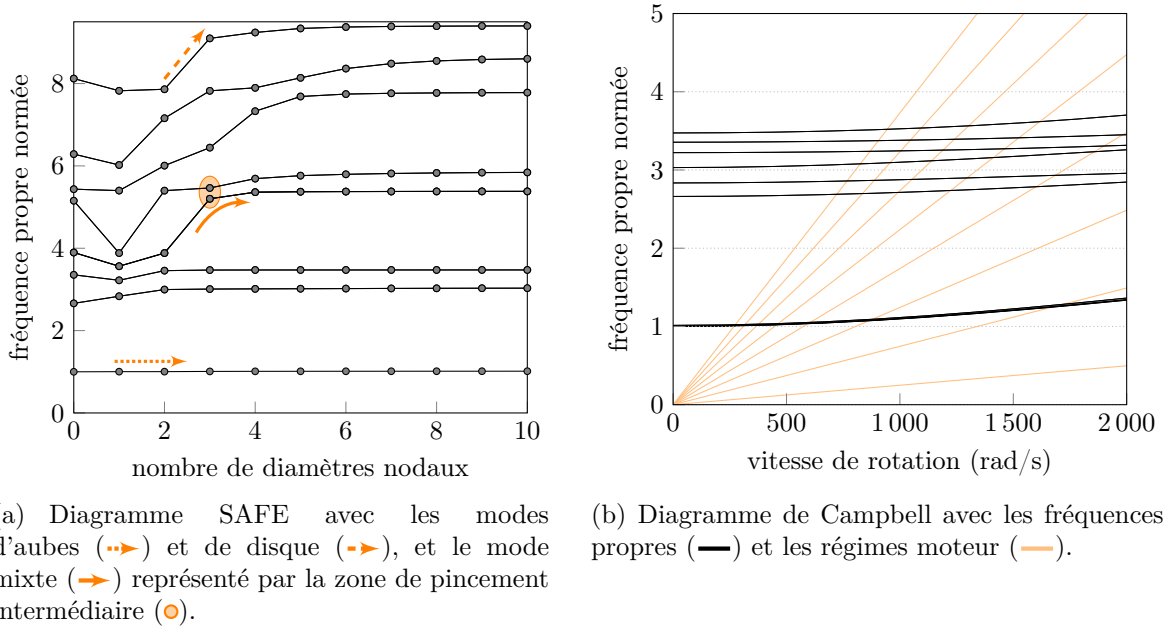 fréquence propre normée
8
6
4
2
0
0 2 4 6 8 10
nombre de diamètres nodaux
(a) Diagramme SAFE avec les modes
d'aubes ( ) et de disque ( ), et le mode
mixte ( ) représenté par la zone de pincement
intermédiaire ( ).
fréquence propre normée
5
4
3
2
1
0
0 500 1 000 1 500 2 000
vitesse de rotation (rad/s)
(b) Diagramme de Campbell avec les fréquences
propres ( ) et les régimes moteur ( ).